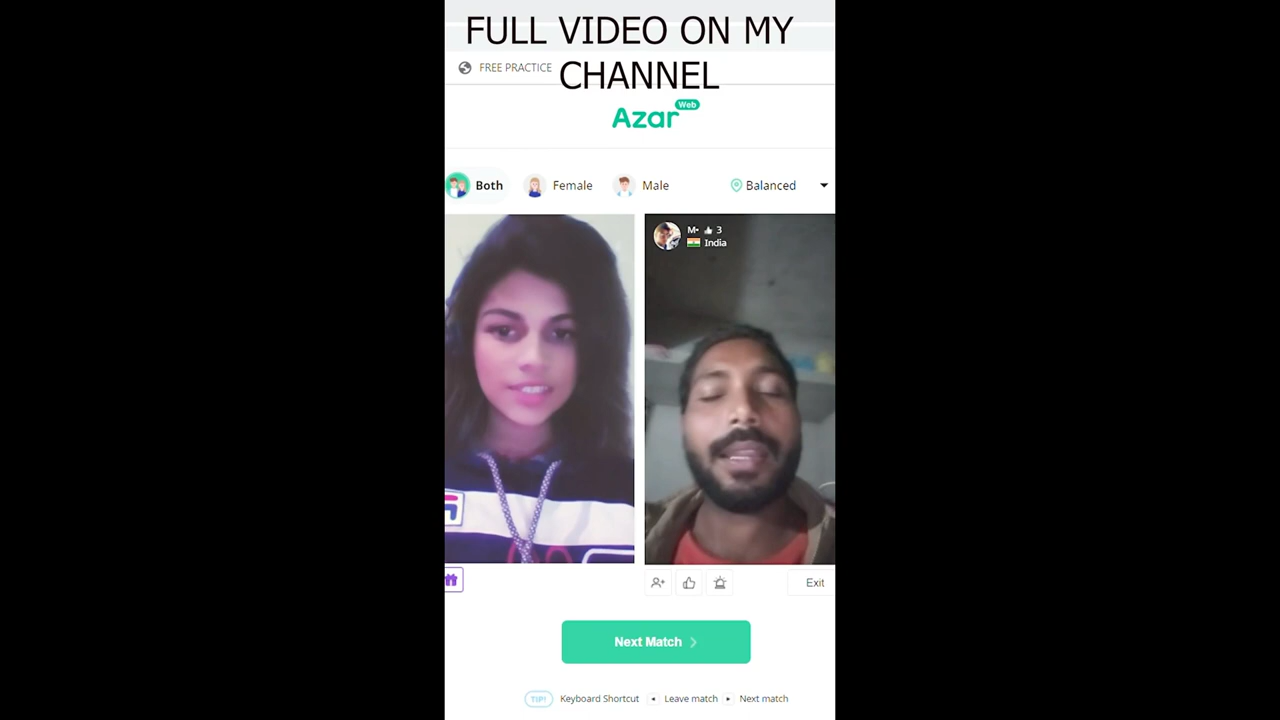 FULL VIDEO ON MY
CHANNEL
FREE PRACTICE
Azar Web
Both Female Male Balanced
M• 3
India
Exit
Next Match
TIP! Keyboard Shortcut Leave match Next match